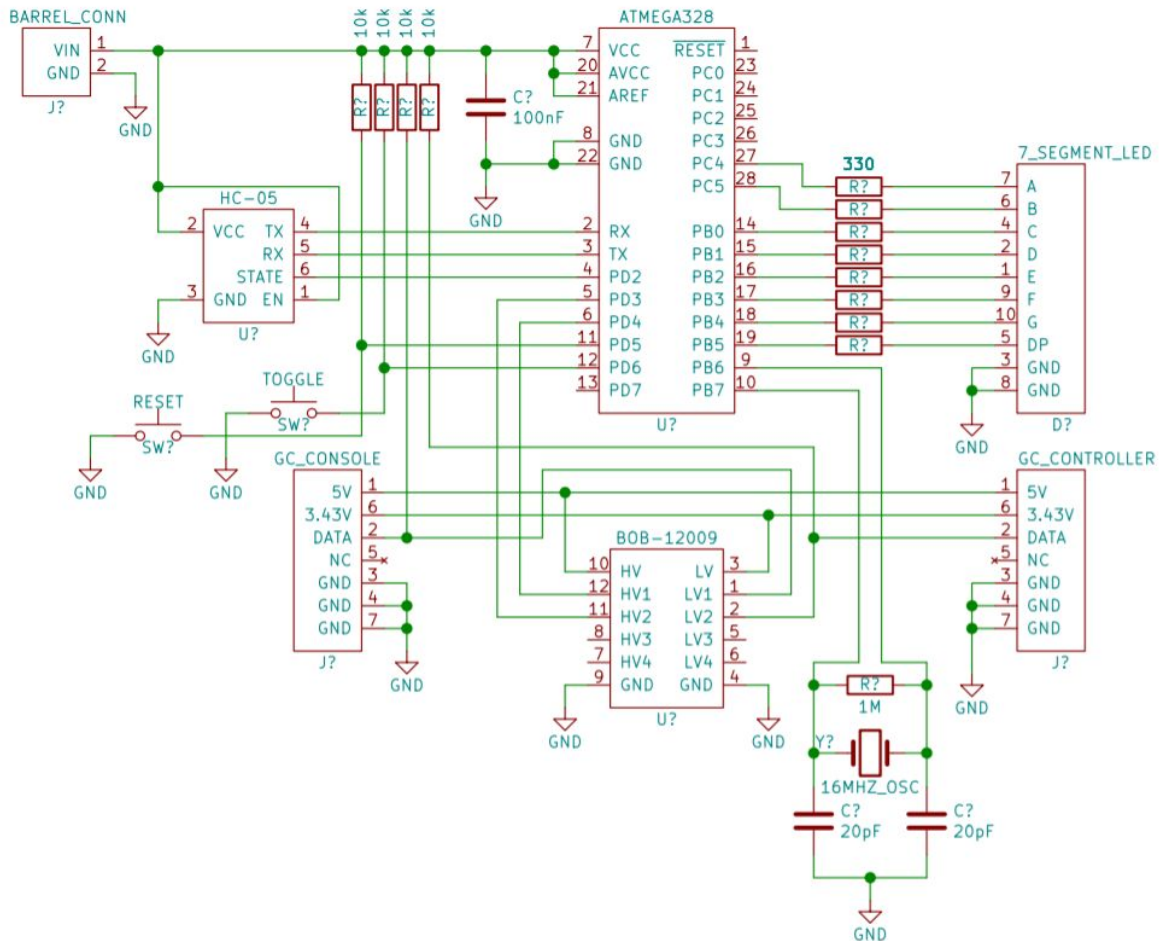 BARREL_CONN
VIN 1
GND 2
J?
GND
10k
10k
10k
10k
R?
R?
R?
R?
C?
100nF
GND
ATMEGA328
7 VCC RESET 1
20 AVCC PC0 23
21 AREF PC1 24
PC2 25
8 GND PC3 26
22 GND PC4 27
PC5 28
2 RX PB0 14
3 TX PB1 15
4 PD2 PB2 16
5 PD3 PB3 17
6 PD4 PB4 18
11 PD5 PB5 19
12 PD6 PB6 9
13 PD7 PB7 10
U?
330
R?
R?
R?
R?
R?
R?
R?
R?
7_SEGMENT_LED
7 A
6 B
4 C
2 D
1 E
9 F
10 G
5 DP
3 GND
8 GND
D?
GND
HC-05
2 VCC TX 4
RX 5
STATE 6
3 GND EN 1
U?
GND
TOGGLE
SW?
GND
RESET
SW?
GND
GC_CONSOLE
5V 1
3.43V 6
DATA 2
NC 5
GND 3
GND 4
GND 7
J?
GND
BOB-12009
10 HV LV 3
12 HV1 LV1 1
11 HV2 LV2 2
8 HV3 LV3 5
7 HV4 LV4 6
9 GND GND 4
U?
GND
GND
GC_CONTROLLER
1 5V
6 3.43V
2 DATA
5 NC
3 GND
4 GND
7 GND
J?
GND
R?
1M
Y?
16MHZ_OSC
C?
20pF
C?
20pF
GND